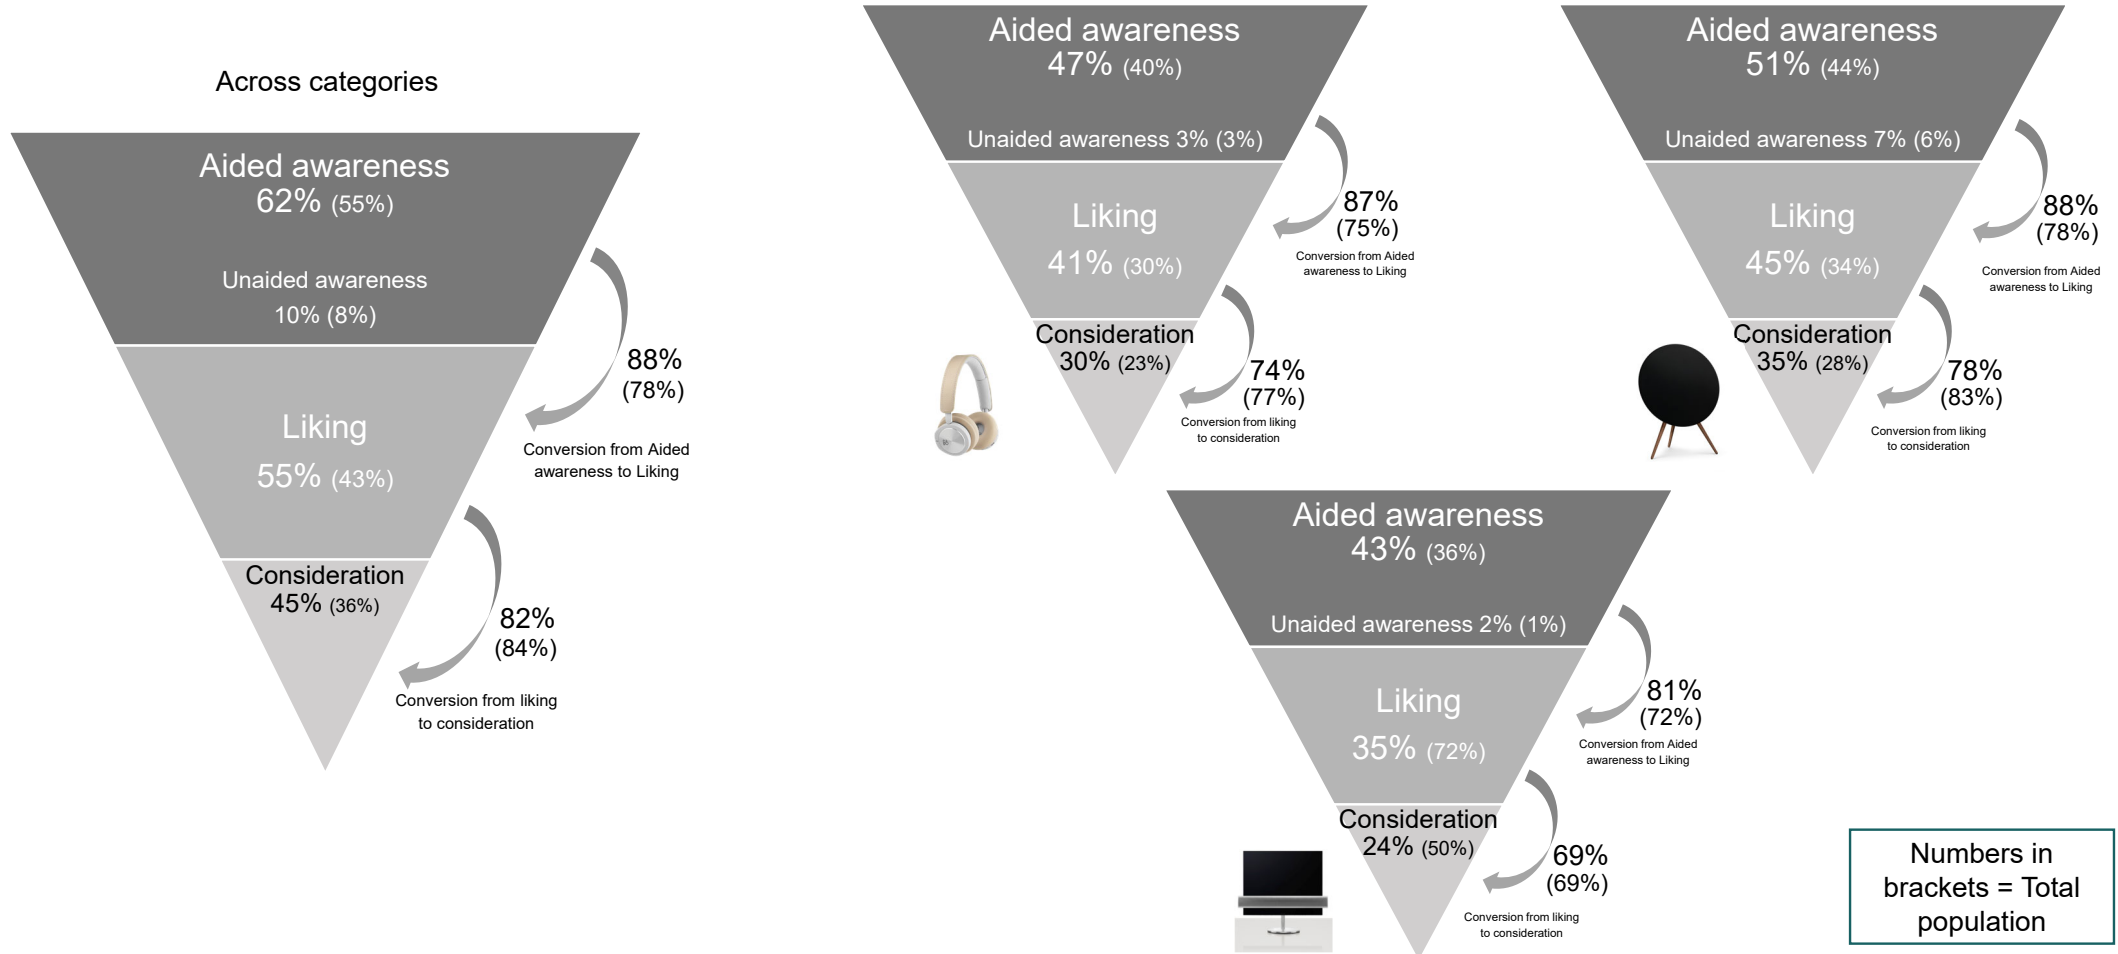 Across categories
Aided awareness
62% (55%)
Unaided awareness
10% (8%)
88%
(78%)
Conversion from Aided
awareness to Liking
Liking
55% (43%)
Consideration
45% (36%)
82%
(84%)
Conversion from liking
to consideration
Aided awareness
47% (40%)
Unaided awareness 3% (3%)
87%
(75%)
Conversion from Aided
awareness to Liking
Liking
41% (30%)
Consideration
30% (23%)
74%
(77%)
Conversion from liking
to consideration
Aided awareness
51% (44%)
Unaided awareness 7% (6%)
88%
(78%)
Conversion from Aided
awareness to Liking
Liking
45% (34%)
Consideration
35% (28%)
78%
(83%)
Conversion from liking
to consideration
Aided awareness
43% (36%)
Unaided awareness 2% (1%)
81%
(72%)
Conversion from Aided
awareness to Liking
Liking
35% (72%)
Consideration
24% (50%)
69%
(69%)
Conversion from liking
to consideration
Numbers in
brackets = Total
population